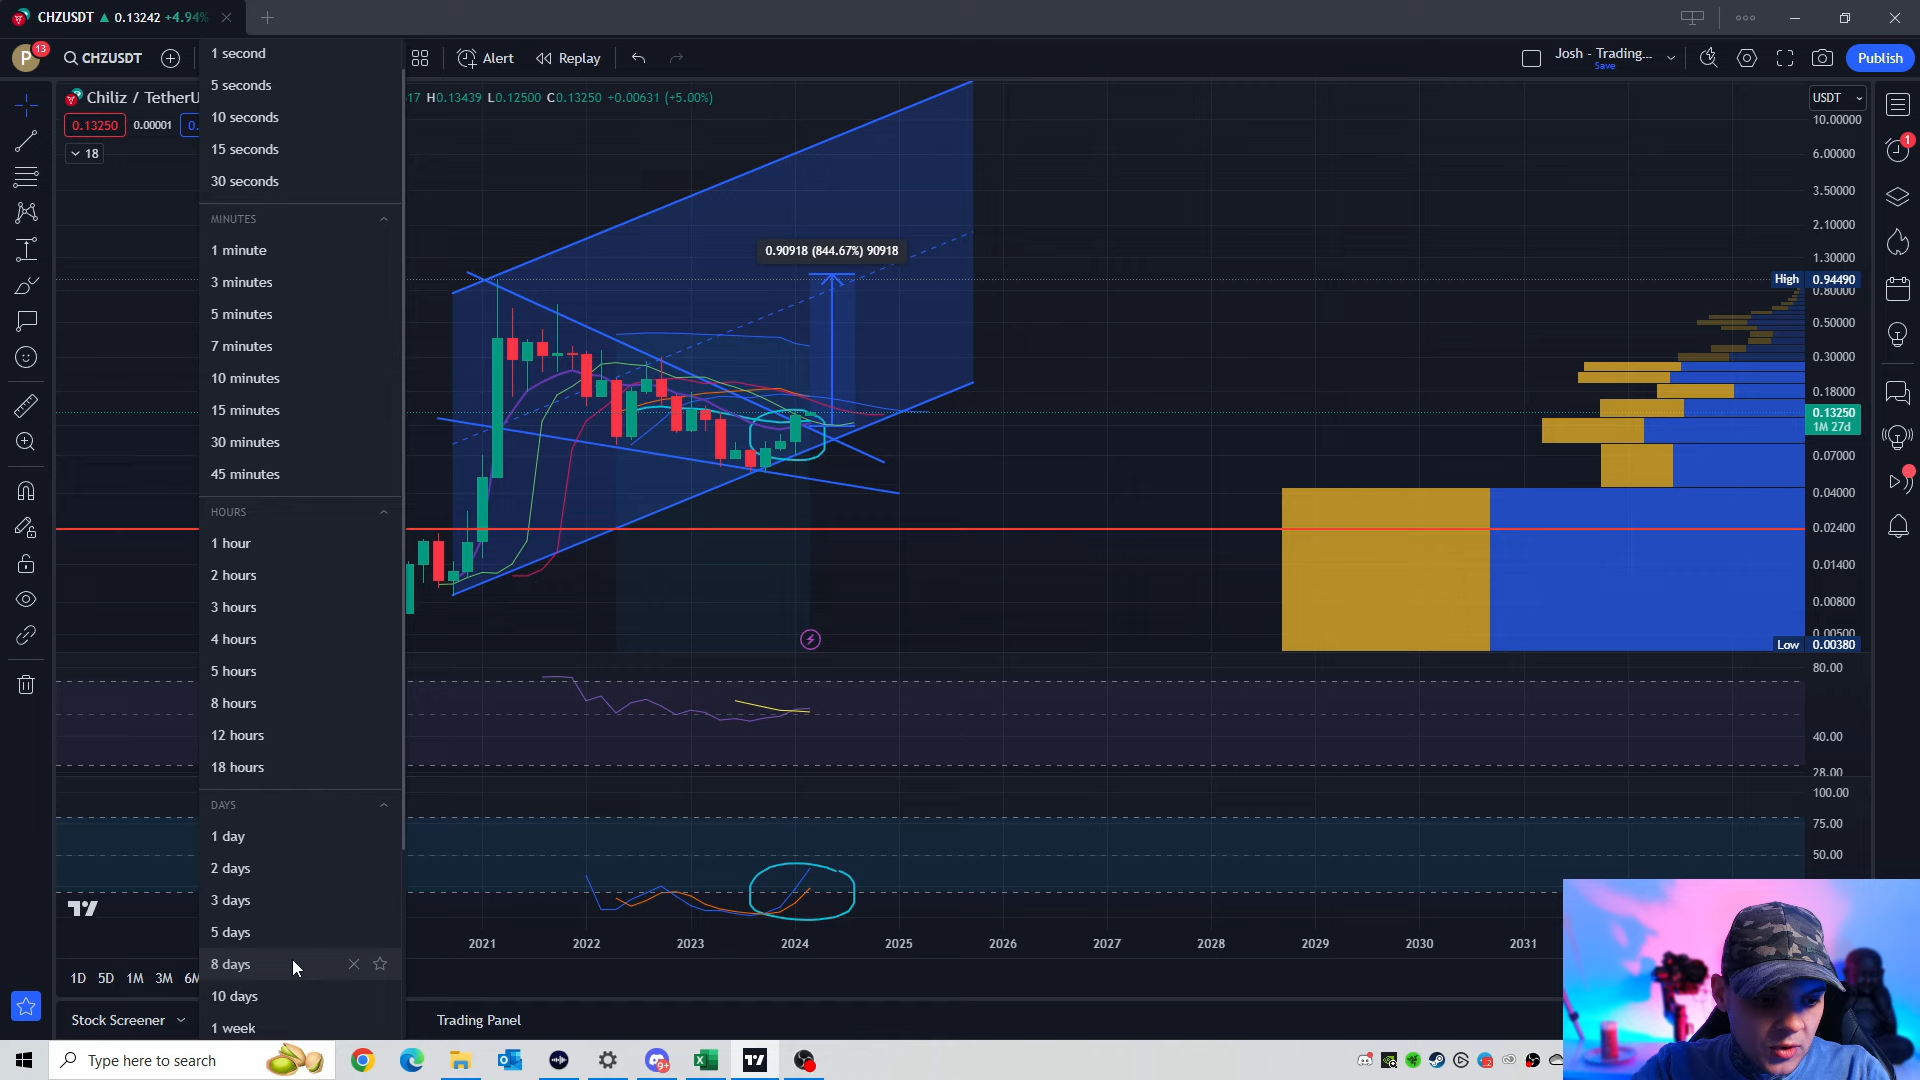 CHZUSDT ▲ 0.13242 +4.94%
P 13 CHZUSDT Alert Replay Josh - Trading... Save Publish
Chiliz / TetherU 17 H0.13439 L0.12500 C0.13250 +0.00631 (+5.00%) USDT
0.13250 0.00001 0.
18
1 second
5 seconds
10 seconds
15 seconds
30 seconds
MINUTES
1 minute
3 minutes
5 minutes
7 minutes
10 minutes
15 minutes
30 minutes
45 minutes
HOURS
1 hour
2 hours
3 hours
4 hours
5 hours
8 hours
12 hours
18 hours
DAYS
1 day
2 days
3 days
5 days
8 days
10 days
1 week
0.90918 (844.67%) 90918
10.00000
6.00000
3.50000
2.10000
1.30000
High 0.94490
0.80000
0.50000
0.30000
0.18000
0.13250
1M 27d
0.07000
0.04000
0.02400
0.01400
0.00800
0.00500
Low 0.00380
80.00
40.00
28.00
100.00
75.00
50.00
1
2021 2022 2023 2024 2025 2026 2027 2028 2029 2030 2031
1D 5D 1M 3M 6M
Stock Screener Trading Panel
Type here to search
9+